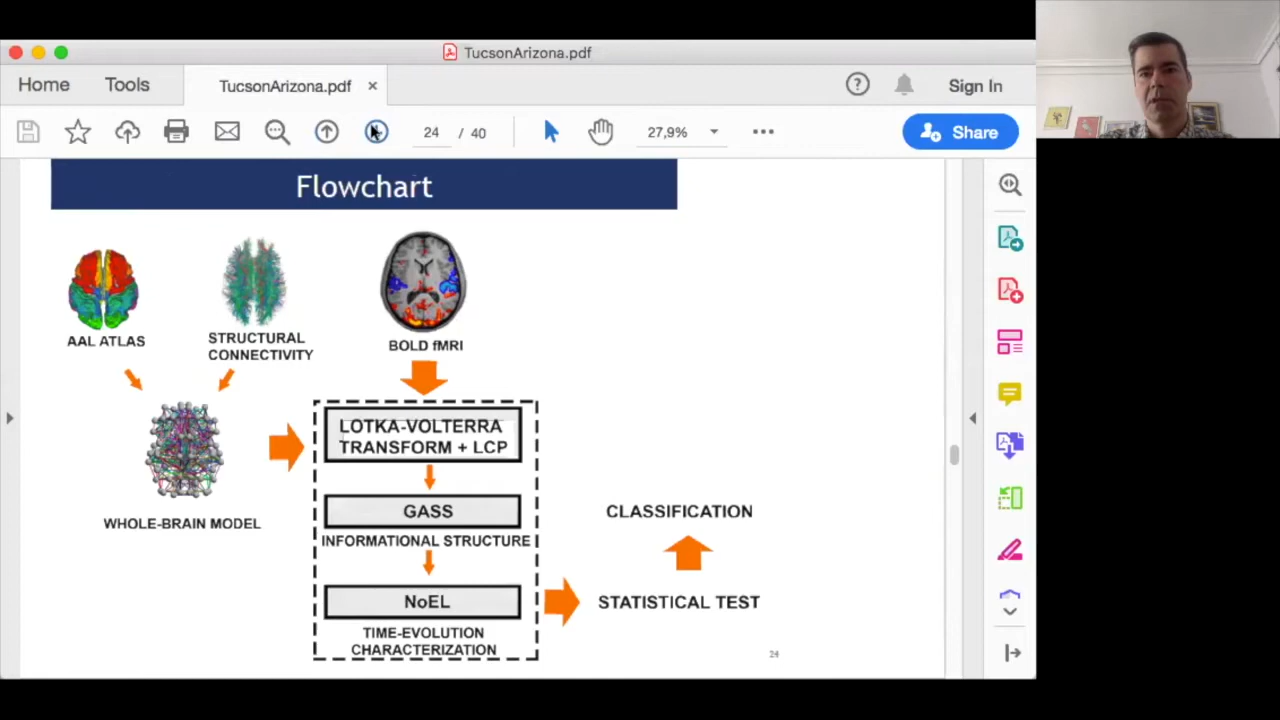 TucsonArizona.pdf
Home
Tools
TucsonArizona.pdf
Sign In
24 / 40
27,9%
Share
Flowchart
AAL ATLAS
STRUCTURAL
CONNECTIVITY
BOLD fMRI
LOTKA-VOLTERRA
TRANSFORM + LCP
WHOLE-BRAIN MODEL
GASS
INFORMATIONAL STRUCTURE
CLASSIFICATION
NoEL
STATISTICAL TEST
TIME-EVOLUTION
CHARACTERIZATION
24